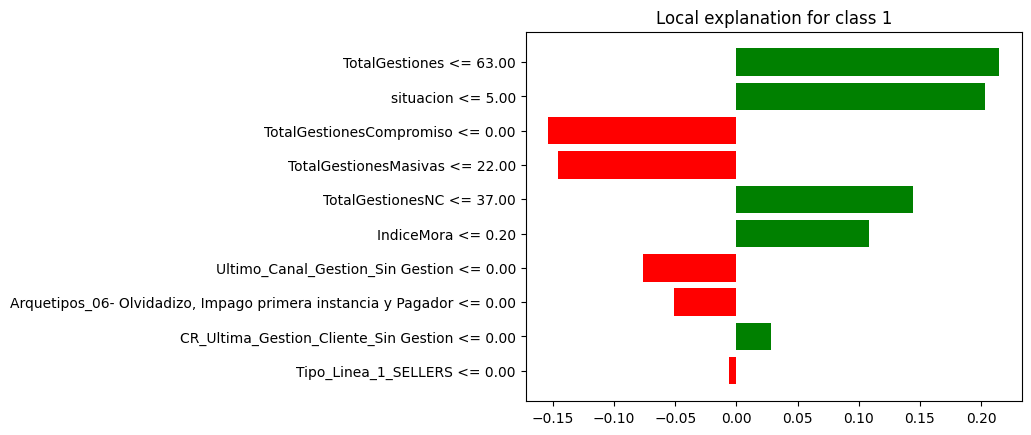 Local explanation for class 1
TotalGestiones <= 63.00
situacion <= 5.00
TotalGestionesCompromiso <= 0.00
TotalGestionesMasivas <= 22.00
TotalGestionesNC <= 37.00
IndiceMora <= 0.20
Ultimo_Canal_Gestion_Sin Gestion <= 0.00
Arquetipos_06- Olvidadizo, Impago primera instancia y Pagador <= 0.00
CR_Ultima_Gestion_Cliente_Sin Gestion <= 0.00
Tipo_Linea_1_SELLERS <= 0.00
−0.15 −0.10 −0.05 0.00 0.05 0.10 0.15 0.20